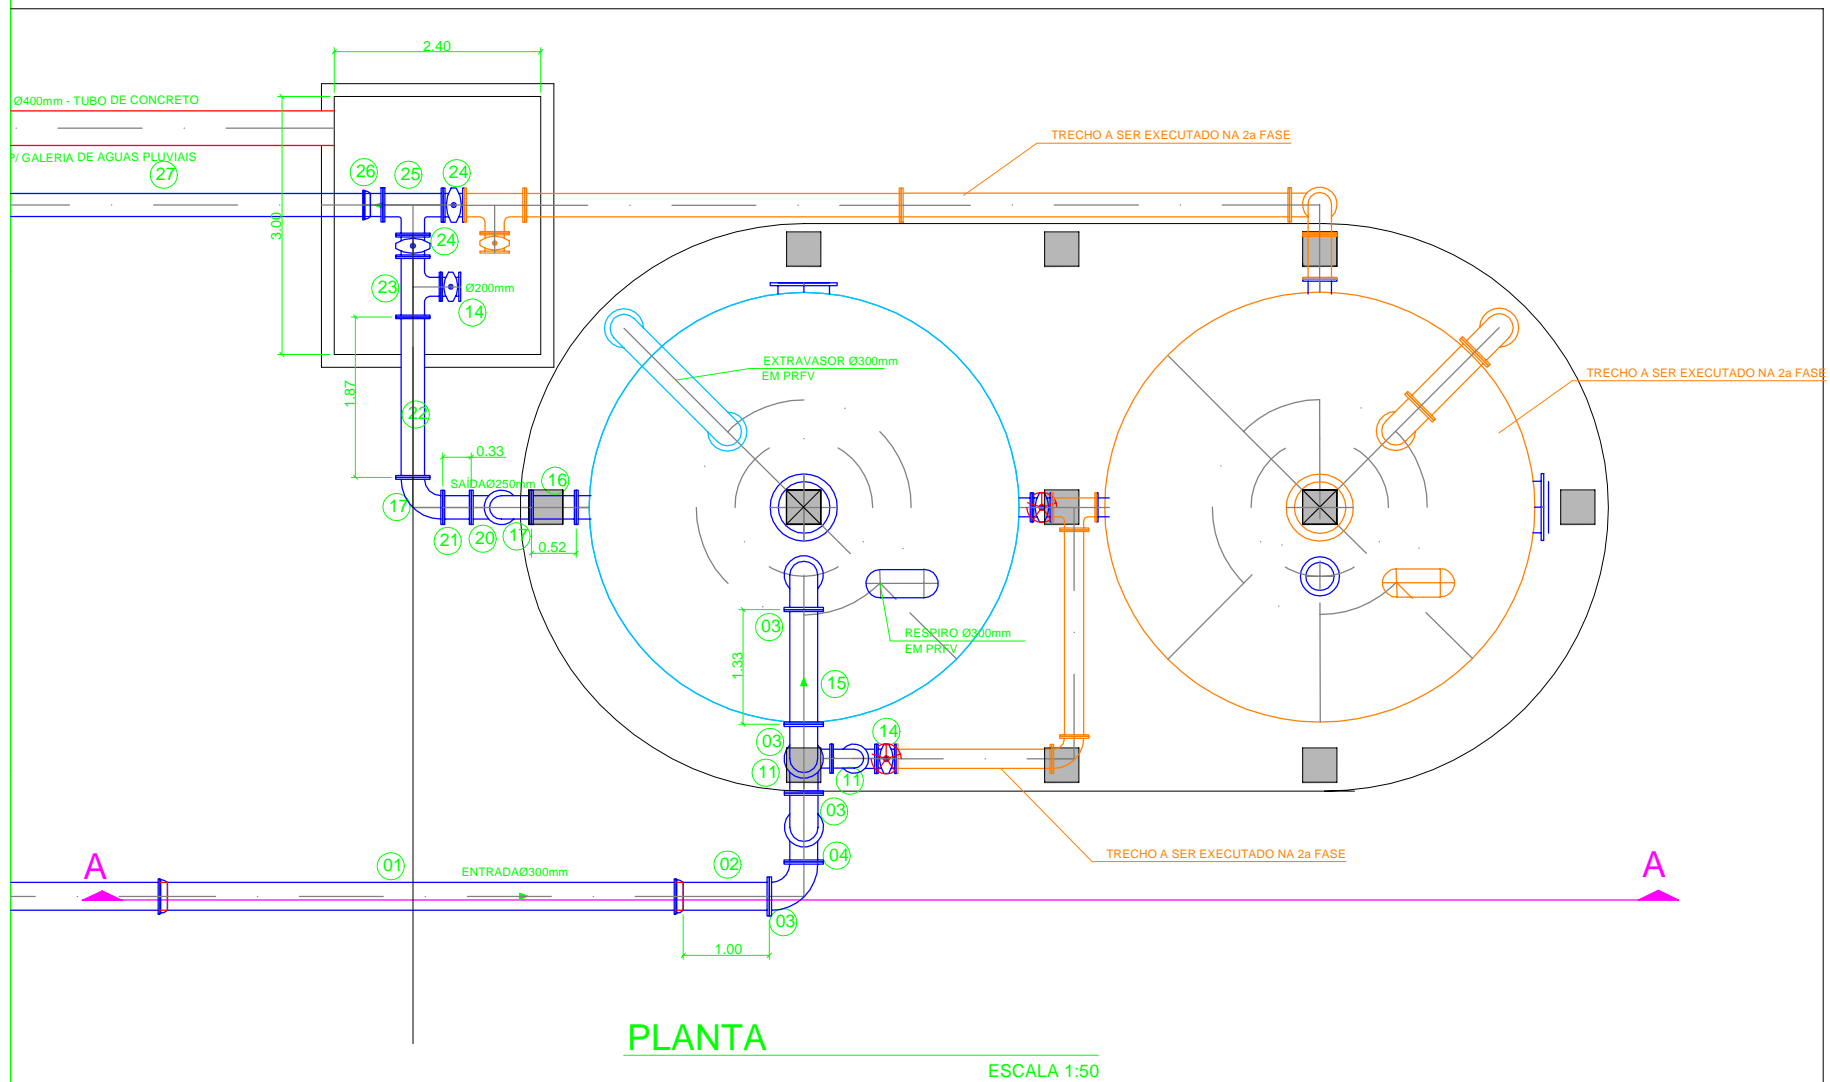 2.40
Ø400mm - TUBO DE CONCRETO
P/ GALERIA DE AGUAS PLUVIAIS
27
26
25
24
TRECHO A SER EXECUTADO NA 2a FASE
3.00
24
23
Ø200mm
14
EXTRAVASOR Ø300mm
EM PRFV
TRECHO A SER EXECUTADO NA 2a FASE
1.87
22
0.33
SAÍDAØ250mm
16
17
21
20
17
0.52
03
RESPIRO Ø300mm
EM PRFV
1.33
15
03
14
11
11
03
04
TRECHO A SER EXECUTADO NA 2a FASE
A
01
ENTRADAØ300mm
02
A
03
1.00
PLANTA
ESCALA 1:50